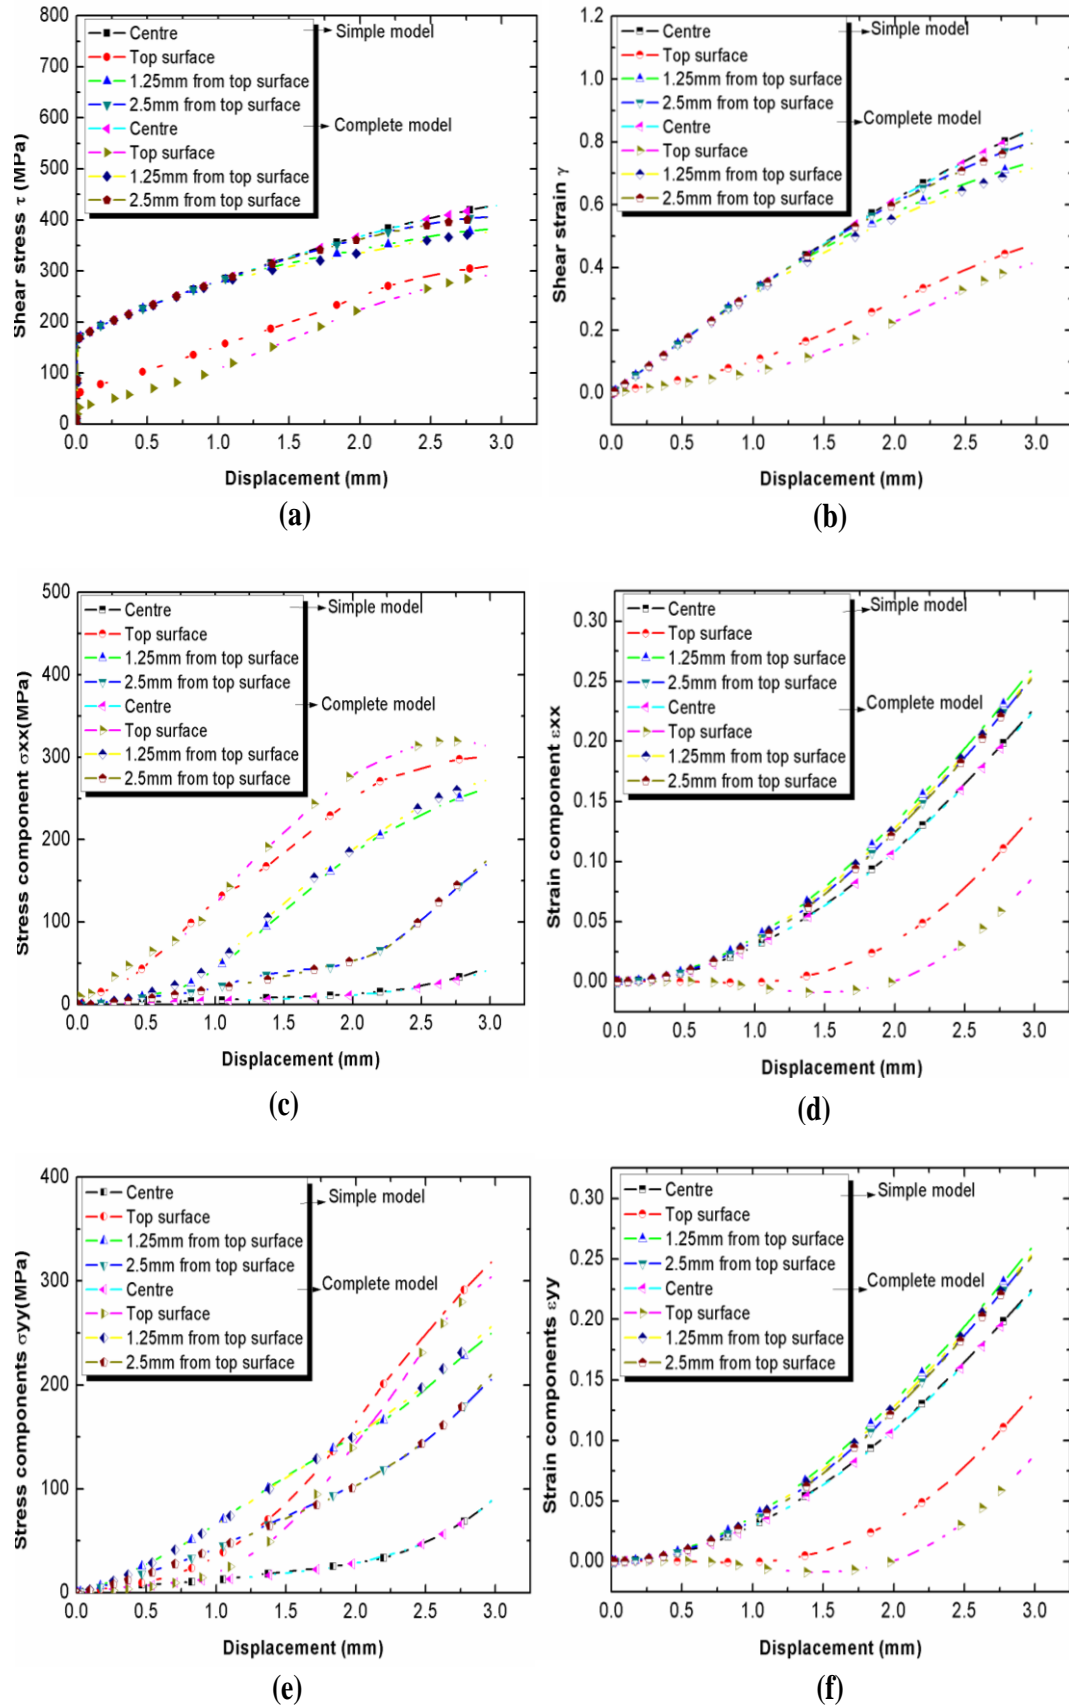 Shear stress τ (MPa)
800
700
600
500
400
300
200
100
0
Centre
Top surface
1.25mm from top surface
2.5mm from top surface
Centre
Top surface
1.25mm from top surface
2.5mm from top surface
Simple model
Complete model
0.0 0.5 1.0 1.5 2.0 2.5 3.0
Displacement (mm)
(a)
Shear strain γ
1.2
1.0
0.8
0.6
0.4
0.2
0.0
Centre
Top surface
1.25mm from top surface
2.5mm from top surface
Centre
Top surface
1.25mm from top surface
2.5mm from top surface
Simple model
Complete model
0.0 0.5 1.0 1.5 2.0 2.5 3.0
Displacement (mm)
(b)
Stress component σxx(MPa)
500
400
300
200
100
0
Centre
Top surface
1.25mm from top surface
2.5mm from top surface
Centre
Top surface
1.25mm from top surface
2.5mm from top surface
Simple model
Complete model
0.0 0.5 1.0 1.5 2.0 2.5 3.0
Displacement (mm)
(c)
Strain component εxx
0.30
0.25
0.20
0.15
0.10
0.05
0.00
Centre
Top surface
1.25mm from top surface
2.5mm from top surface
Centre
Top surface
1.25mm from top surface
2.5mm from top surface
Simple model
Complete model
0.0 0.5 1.0 1.5 2.0 2.5 3.0
Displacement (mm)
(d)
Stress components σyy(MPa)
400
300
200
100
0
Centre
Top surface
1.25mm from top surface
2.5mm from top surface
Centre
Top surface
1.25mm from top surface
2.5mm from top surface
Simple model
Complete model
0.0 0.5 1.0 1.5 2.0 2.5 3.0
Displacement (mm)
(e)
Strain components εyy
0.30
0.25
0.20
0.15
0.10
0.05
0.00
Centre
Top surface
1.25mm from top surface
2.5mm from top surface
Centre
Top surface
1.25mm from top surface
2.5mm from top surface
Simple model
Complete model
0.0 0.5 1.0 1.5 2.0 2.5 3.0
Displacement (mm)
(f)